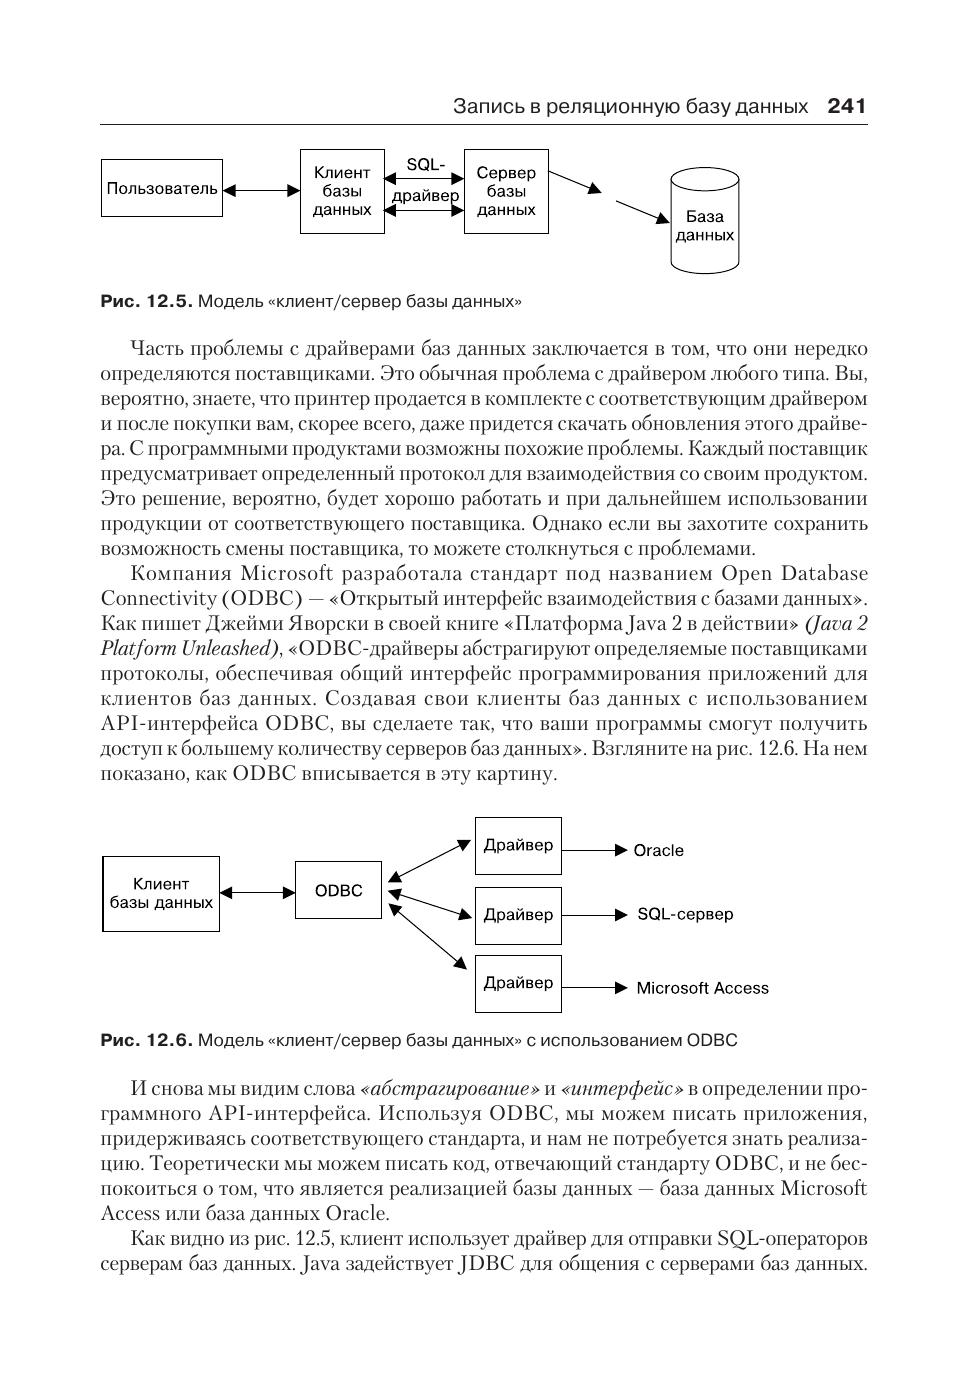 Запись в реляционную базу данных 241
Пользователь
Клиент
базы
данных
SQL-
драйвер
Сервер
базы
данных
База
данных
Рис. 12.5. Модель «клиент/сервер базы данных»
Часть проблемы с драйверами баз данных заключается в том, что они нередко
определяются поставщиками. Это обычная проблема с драйвером любого типа. Вы,
вероятно, знаете, что принтер продается в комплекте с соответствующим драйвером
и после покупки вам, скорее всего, даже придется скачать обновления этого драйве-
ра. С программными продуктами возможны похожие проблемы. Каждый поставщик
предусматривает определенный протокол для взаимодействия со своим продуктом.
Это решение, вероятно, будет хорошо работать и при дальнейшем использовании
продукции от соответствующего поставщика. Однако если вы захотите сохранить
возможность смены поставщика, то можете столкнуться с проблемами.
Компания Microsoft разработала стандарт под названием Open Database
Connectivity (ODBC) — «Открытый интерфейс взаимодействия с базами данных».
Как пишет Джейми Яворски в своей книге «Платформа Java 2 в действии» (Java 2
Platform Unleashed), «ODBC-драйверы абстрагируют определяемые поставщиками
протоколы, обеспечивая общий интерфейс программирования приложений для
клиентов баз данных. Создавая свои клиенты баз данных с использованием
API-интерфейса ODBC, вы сделаете так, что ваши программы смогут получить
доступ к большему количеству серверов баз данных». Взгляните на рис. 12.6. На нем
показано, как ODBC вписывается в эту картину.
Клиент
базы данных
ODBC
Драйвер
Oracle
Драйвер
SQL-сервер
Драйвер
Microsoft Access
Рис. 12.6. Модель «клиент/сервер базы данных» с использованием ODBC
И снова мы видим слова «абстрагирование» и «интерфейс» в определении про-
граммного API-интерфейса. Используя ODBC, мы можем писать приложения,
придерживаясь соответствующего стандарта, и нам не потребуется знать реализа-
цию. Теоретически мы можем писать код, отвечающий стандарту ODBC, и не бес-
покоиться о том, что является реализацией базы данных — база данных Microsoft
Access или база данных Oracle.
Как видно из рис. 12.5, клиент использует драйвер для отправки SQL-операторов
серверам баз данных. Java задействует JDBC для общения с серверами баз данных.